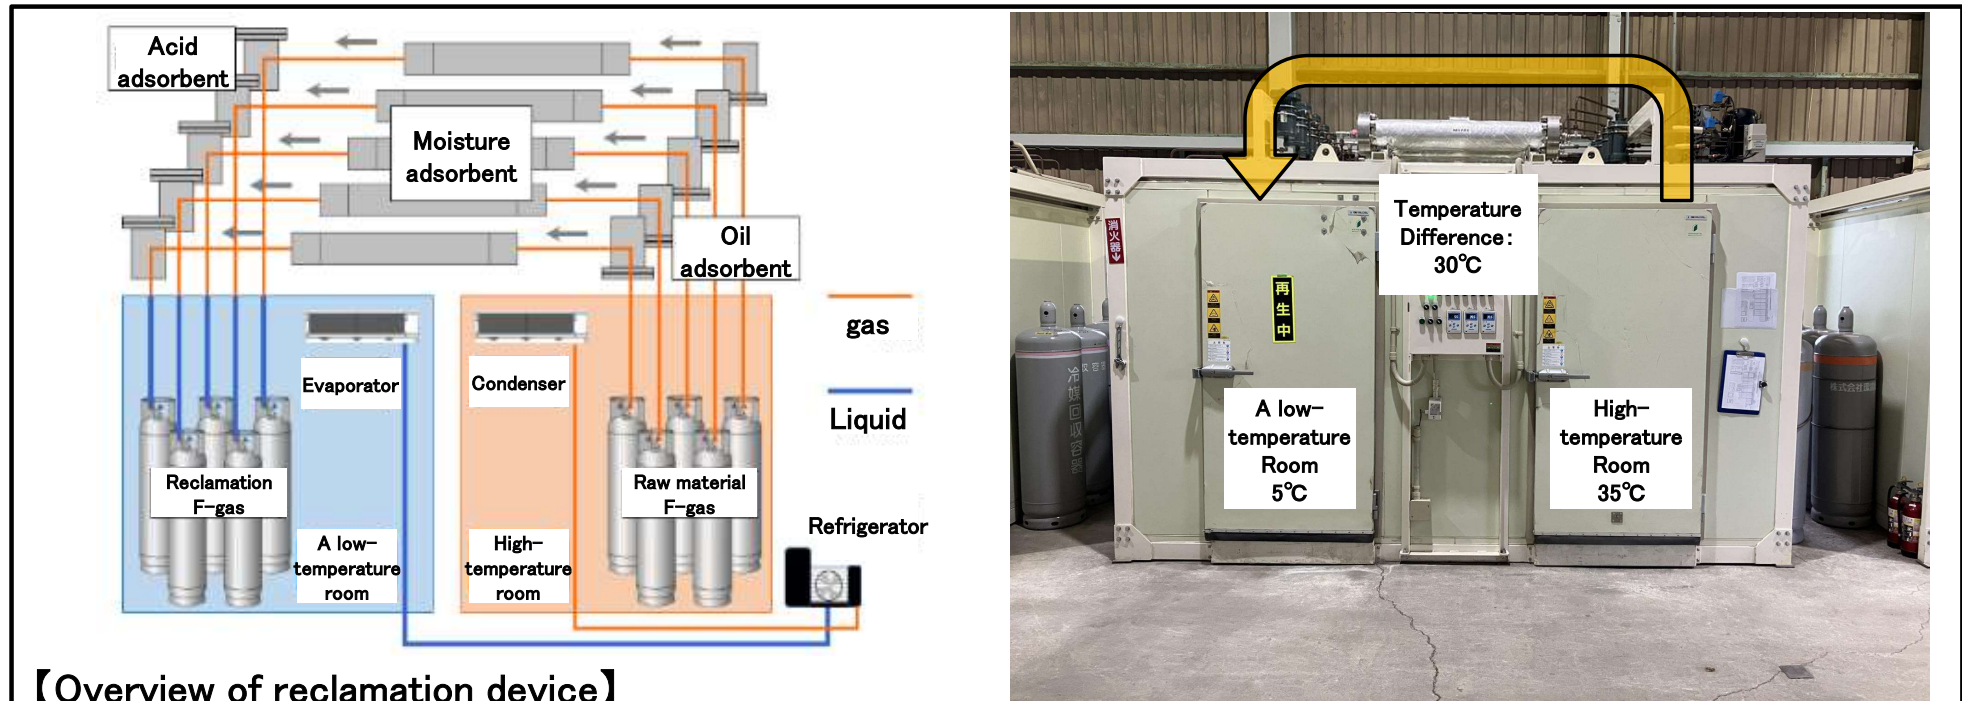 Acid
adsorbent
Moisture
adsorbent
Oil
adsorbent
gas
Liquid
Evaporator
Condenser
Reclamation
F-gas
Raw material
F-gas
A low-
temperature
room
High-
temperature
room
Refrigerator
【Overview of reclamation device】
Temperature
Difference:
30℃
消火器
再生中
A low-
temperature
Room
5℃
High-
temperature
Room
35℃